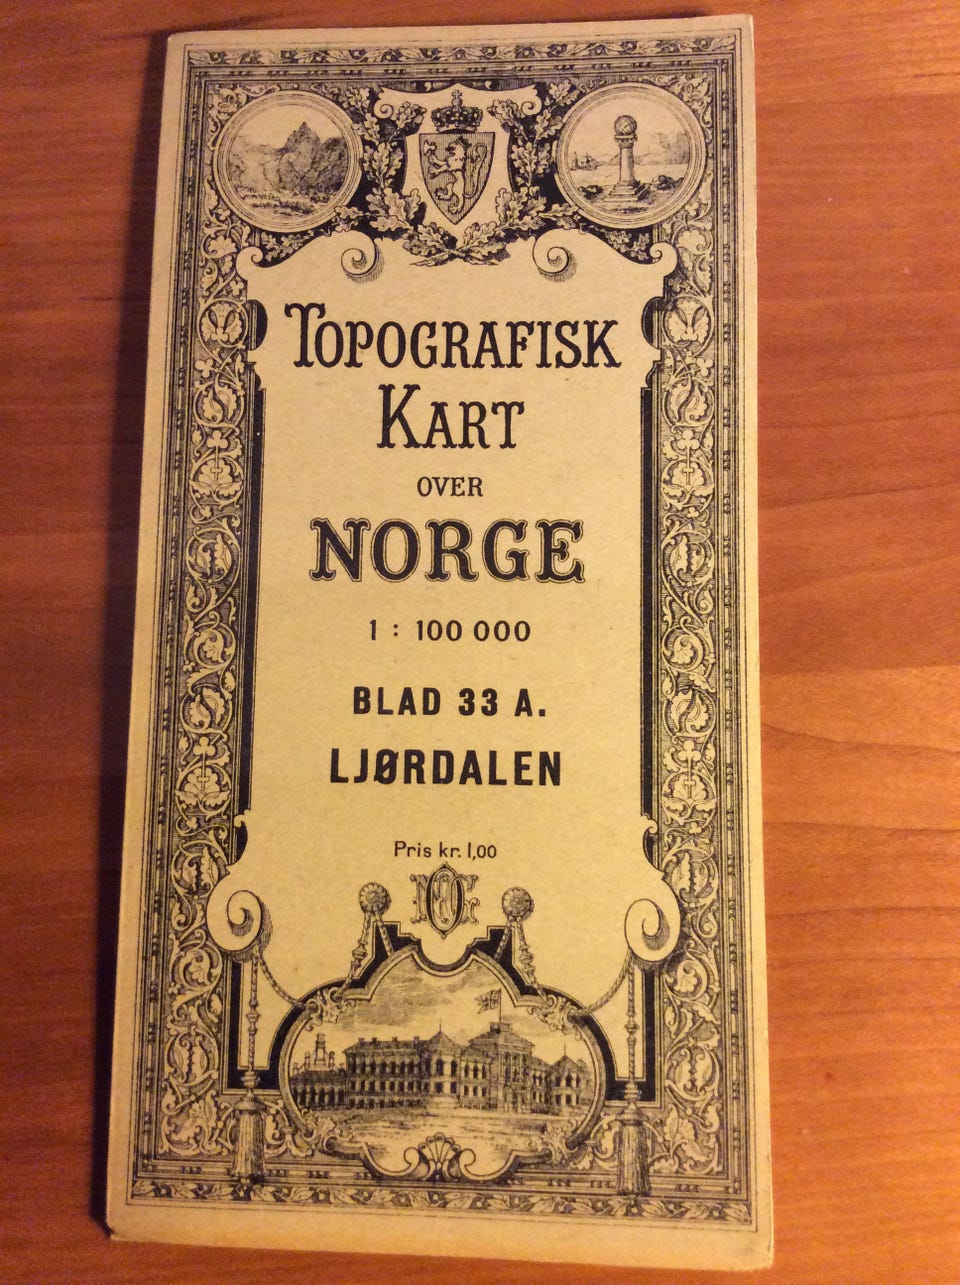 TOPOGRAFISK
KART
OVER
NORGE
1 : 100 000
BLAD 33 A.
LJØRDALEN
Pris kr. 1,00